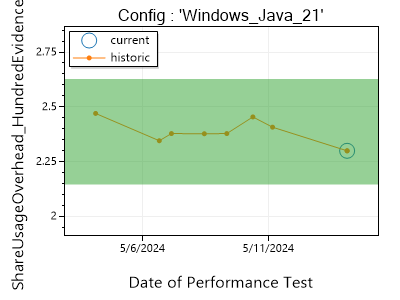 Config : 'Windows_Java_21'
ShareUsageOverhead_HundredEvidence
current
historic
2.75
2.5
2.25
2
5/6/2024
5/11/2024
Date of Performance Test